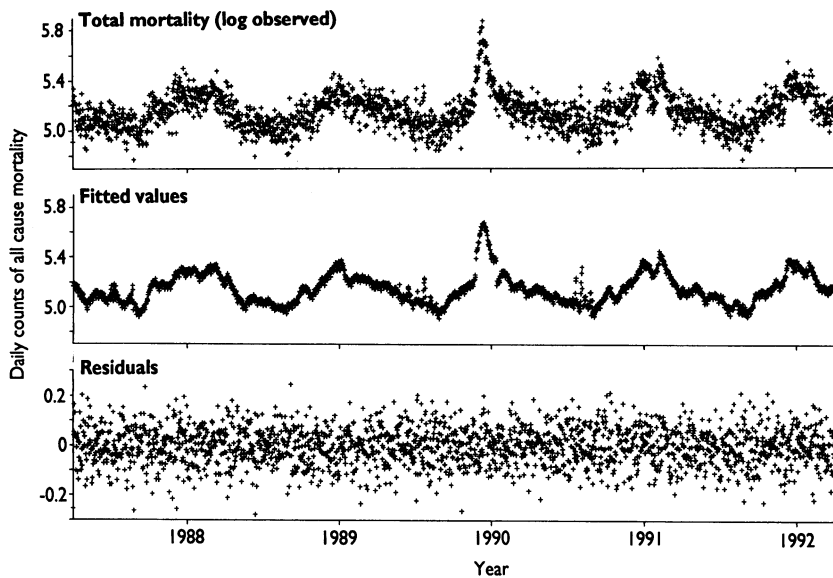 Total mortality (log observed)
5.8
5.4
5.0
Fitted values
5.8
5.4
5.0
Residuals
0.2
0
-0.2
1988
1989
1990
1991
1992
Year
Daily counts of all cause mortality